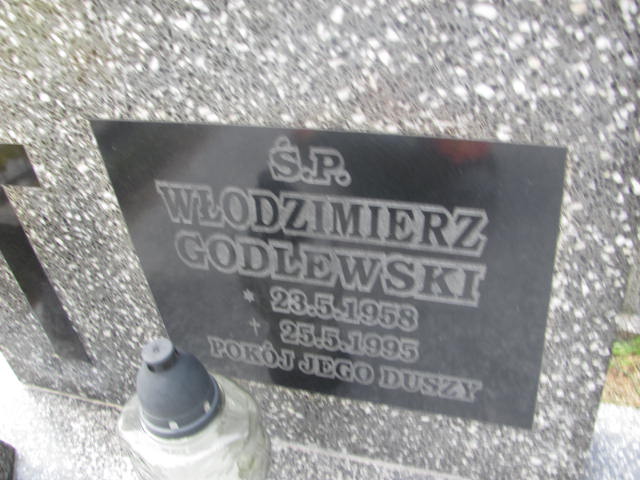 Ś.P.
WŁODZIMIERZ
GODLEWSKI
* 23.5.1958
† 25.5.1995
POKÓJ JEGO DUSZY